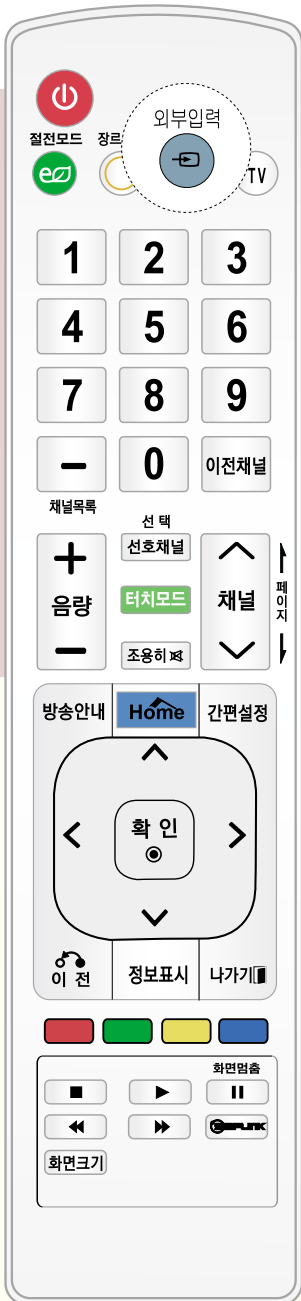 외부입력
절전모드 장르
TV
1 2 3
4 5 6
7 8 9
0 이전채널
채널목록
선 택
선호채널
음량 채널
페이지
터치모드
조용히
방송안내 Home 간편설정
확 인
이 전 정보표시 나가기
화면멈춤
화면크기